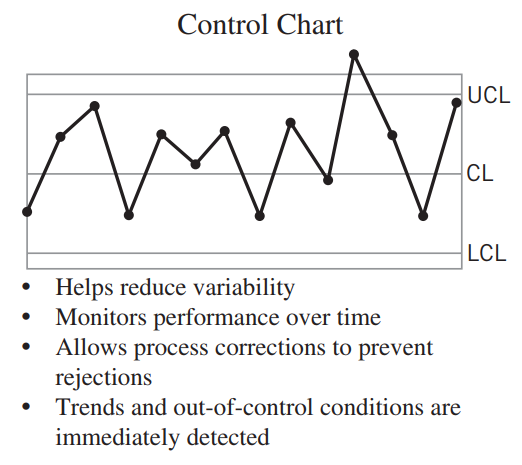 Control Chart
UCL
CL
LCL
• Helps reduce variability
• Monitors performance over time
• Allows process corrections to prevent
rejections
• Trends and out-of-control conditions are
immediately detected